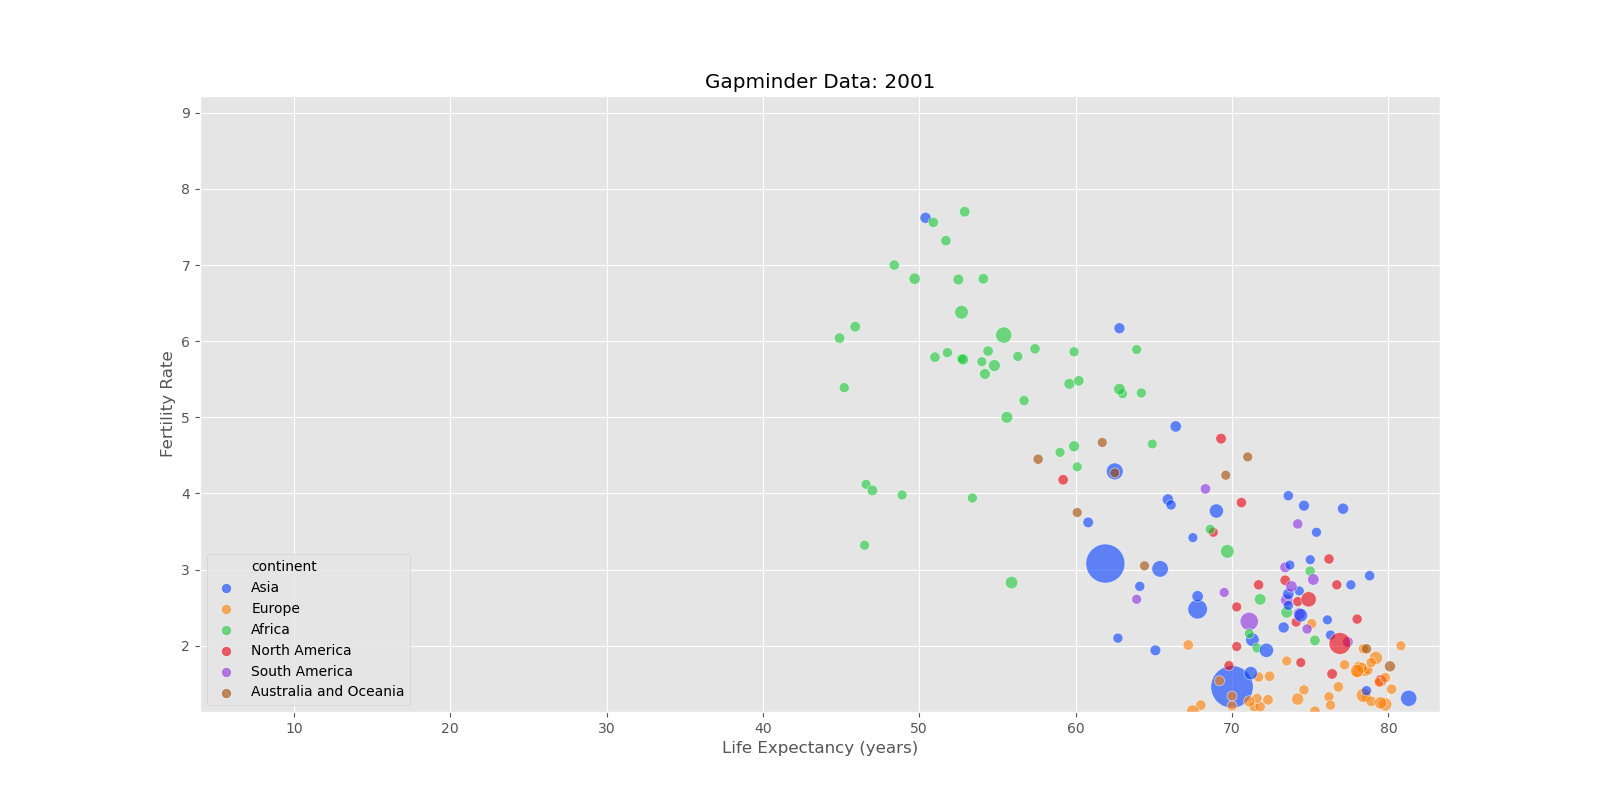 Gapminder Data: 2001
9
8
7
6
5
4
3
2
Fertility Rate
continent
Asia
Europe
Africa
North America
South America
Australia and Oceania
10 20 30 40 50 60 70 80
Life Expectancy (years)